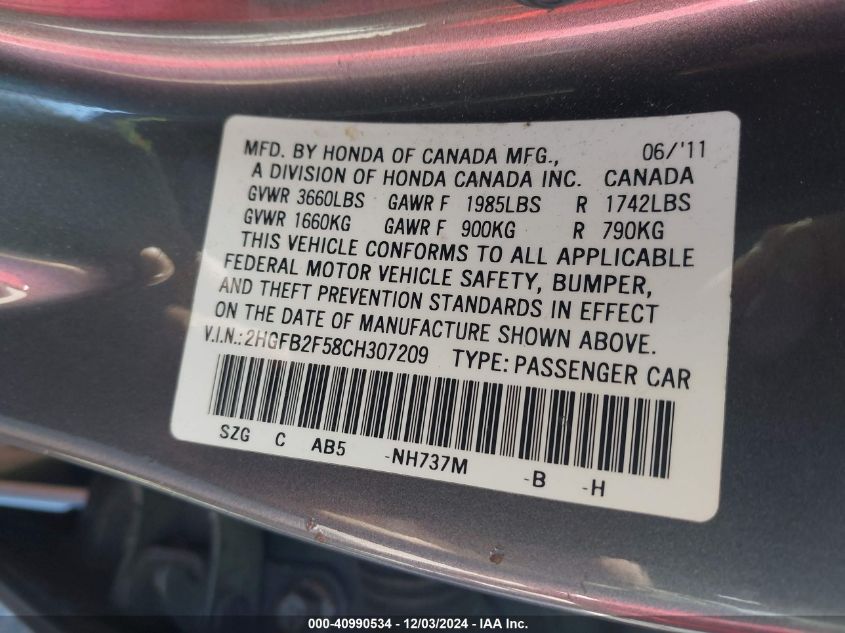 MFD. BY HONDA OF CANADA MFG., 06/'11
A DIVISION OF HONDA CANADA INC. CANADA
GVWR 3660LBS GAWR F 1985LBS R 1742LBS
GVWR 1660KG GAWR F 900KG R 790KG
THIS VEHICLE CONFORMS TO ALL APPLICABLE
FEDERAL MOTOR VEHICLE SAFETY, BUMPER,
AND THEFT PREVENTION STANDARDS IN EFFECT
ON THE DATE OF MANUFACTURE SHOWN ABOVE.
V.I.N.:2HGFB2F58CH307209 TYPE:PASSENGER CAR
SZG C AB5 -NH737M -B -H
000-40990534 - 12/03/2024 - IAA Inc.